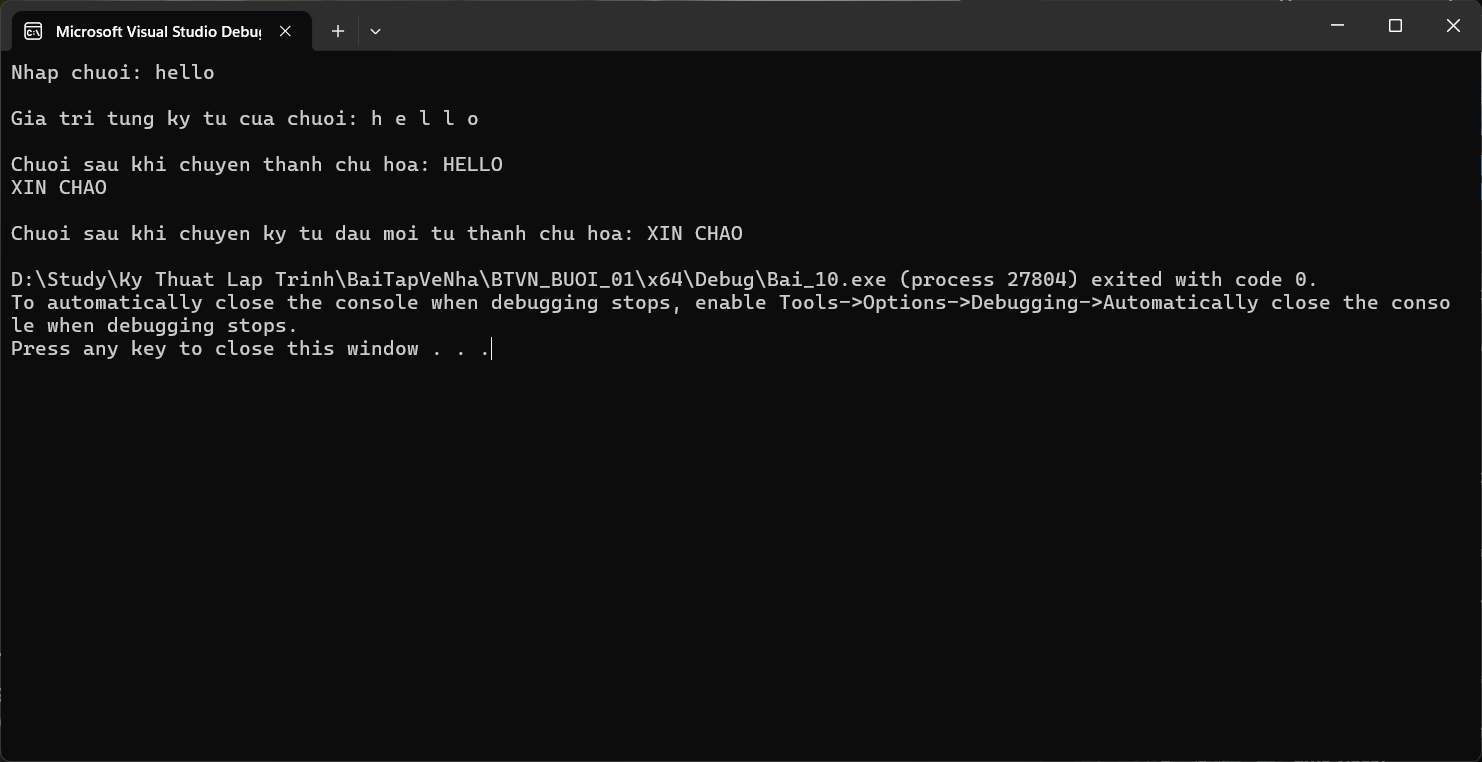 Microsoft Visual Studio Debu
Nhap chuoi: hello
Gia tri tung ky tu cua chuoi: h e l l o
Chuoi sau khi chuyen thanh chu hoa: HELLO
XIN CHAO
Chuoi sau khi chuyen ky tu dau moi tu thanh chu hoa: XIN CHAO
D:\Study\Ky Thuat Lap Trinh\BaiTapVeNha\BTVN_BUOI_01\x64\Debug\Bai_10.exe (process 27804) exited with code 0.
To automatically close the console when debugging stops, enable Tools->Options->Debugging->Automatically close the conso
le when debugging stops.
Press any key to close this window . . .